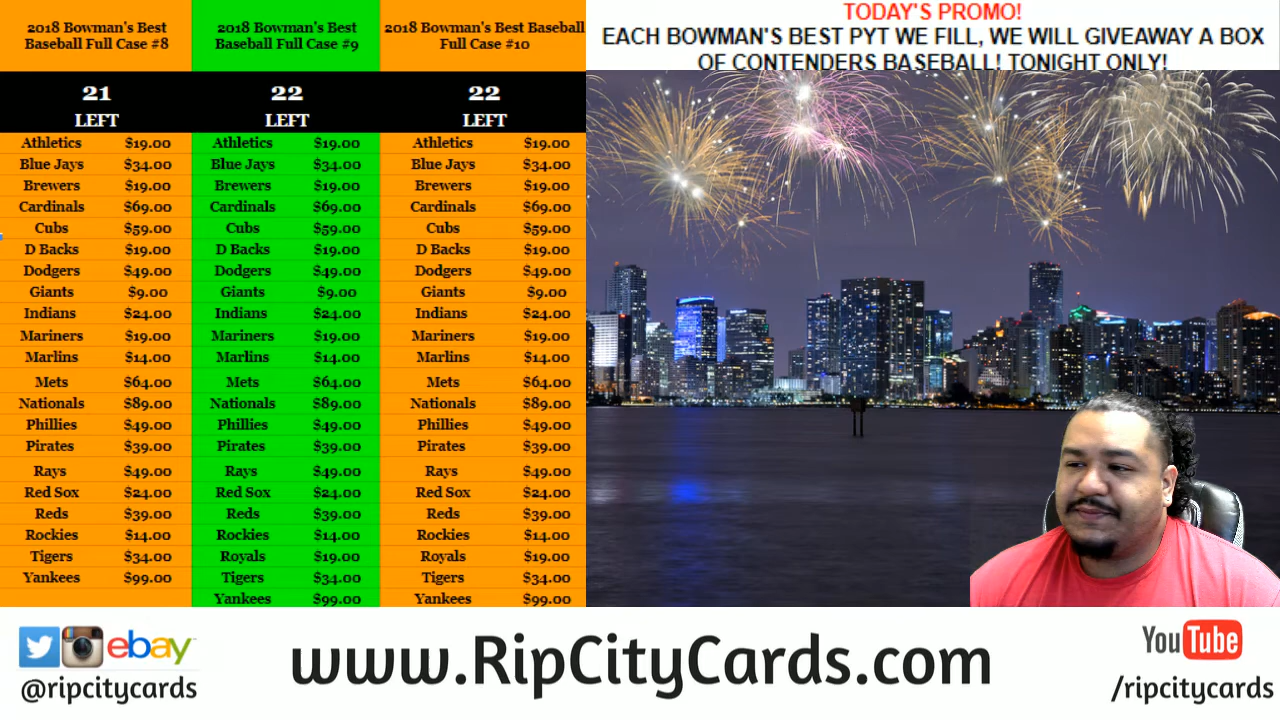 2018 Bowman's Best
Baseball Full Case #8
21
LEFT
Athletics $19.00
Blue Jays $34.00
Brewers $19.00
Cardinals $69.00
Cubs $59.00
D Backs $19.00
Dodgers $49.00
Giants $9.00
Indians $24.00
Mariners $19.00
Marlins $14.00
Mets $64.00
Nationals $89.00
Phillies $49.00
Pirates $39.00
Rays $49.00
Red Sox $24.00
Reds $39.00
Rockies $14.00
Tigers $34.00
Yankees $99.00
2018 Bowman's Best
Baseball Full Case #9
22
LEFT
Athletics $19.00
Blue Jays $34.00
Brewers $19.00
Cardinals $69.00
Cubs $59.00
D Backs $19.00
Dodgers $49.00
Giants $9.00
Indians $24.00
Mariners $19.00
Marlins $14.00
Mets $64.00
Nationals $89.00
Phillies $49.00
Pirates $39.00
Rays $49.00
Red Sox $24.00
Reds $39.00
Rockies $14.00
Royals $19.00
Tigers $34.00
Yankees $99.00
2018 Bowman's Best Baseball
Full Case #10
22
LEFT
Athletics $19.00
Blue Jays $34.00
Brewers $19.00
Cardinals $69.00
Cubs $59.00
D Backs $19.00
Dodgers $49.00
Giants $9.00
Indians $24.00
Mariners $19.00
Marlins $14.00
Mets $64.00
Nationals $89.00
Phillies $49.00
Pirates $39.00
Rays $49.00
Red Sox $24.00
Reds $39.00
Rockies $14.00
Royals $19.00
Tigers $34.00
Yankees $99.00
TODAY'S PROMO!
EACH BOWMAN'S BEST PYT WE FILL, WE WILL GIVEAWAY A BOX
OF CONTENDERS BASEBALL! TONIGHT ONLY!
ebay
@ripcitycards
www.RipCityCards.com
YouTube
/ripcitycards